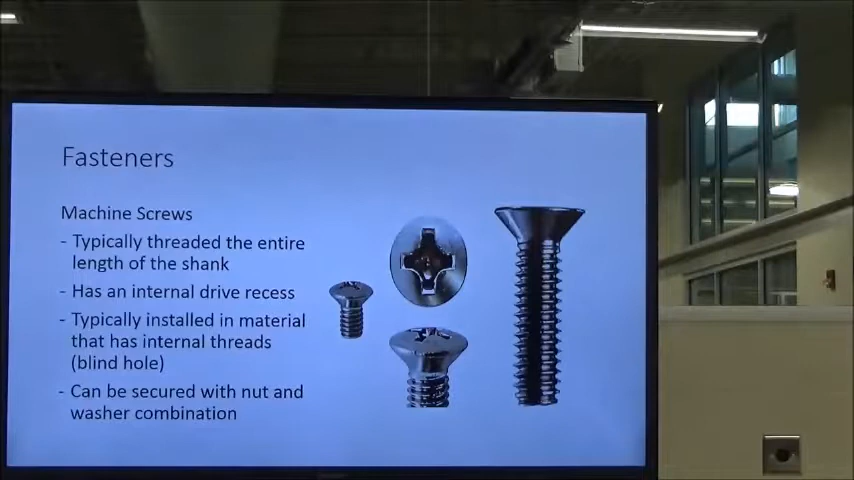 Fasteners
Machine Screws
- Typically threaded the entire
length of the shank
- Has an internal drive recess
- Typically installed in material
that has internal threads
(blind hole)
- Can be secured with nut and
washer combination